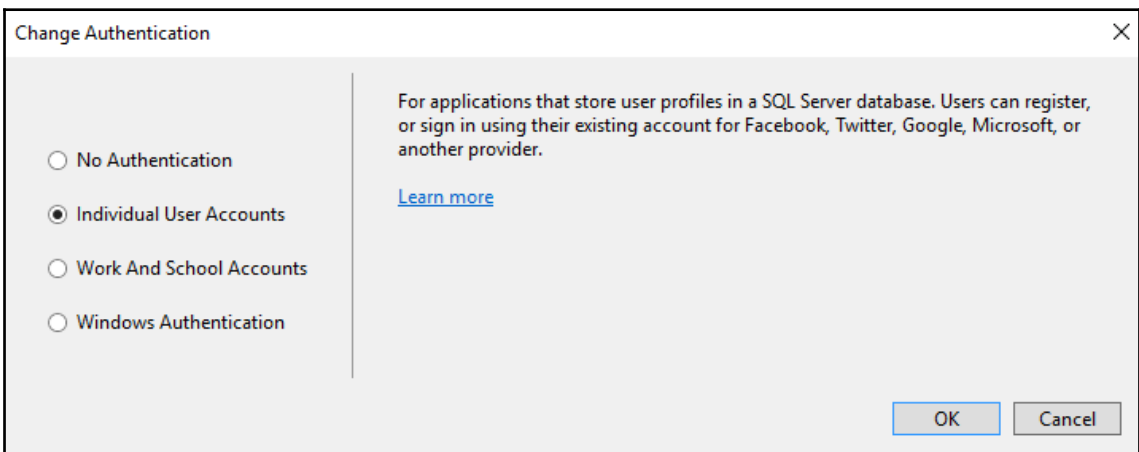 Change Authentication
No Authentication
Individual User Accounts
Work And School Accounts
Windows Authentication
For applications that store user profiles in a SQL Server database. Users can register,
or sign in using their existing account for Facebook, Twitter, Google, Microsoft, or
another provider.
Learn more
OK
Cancel